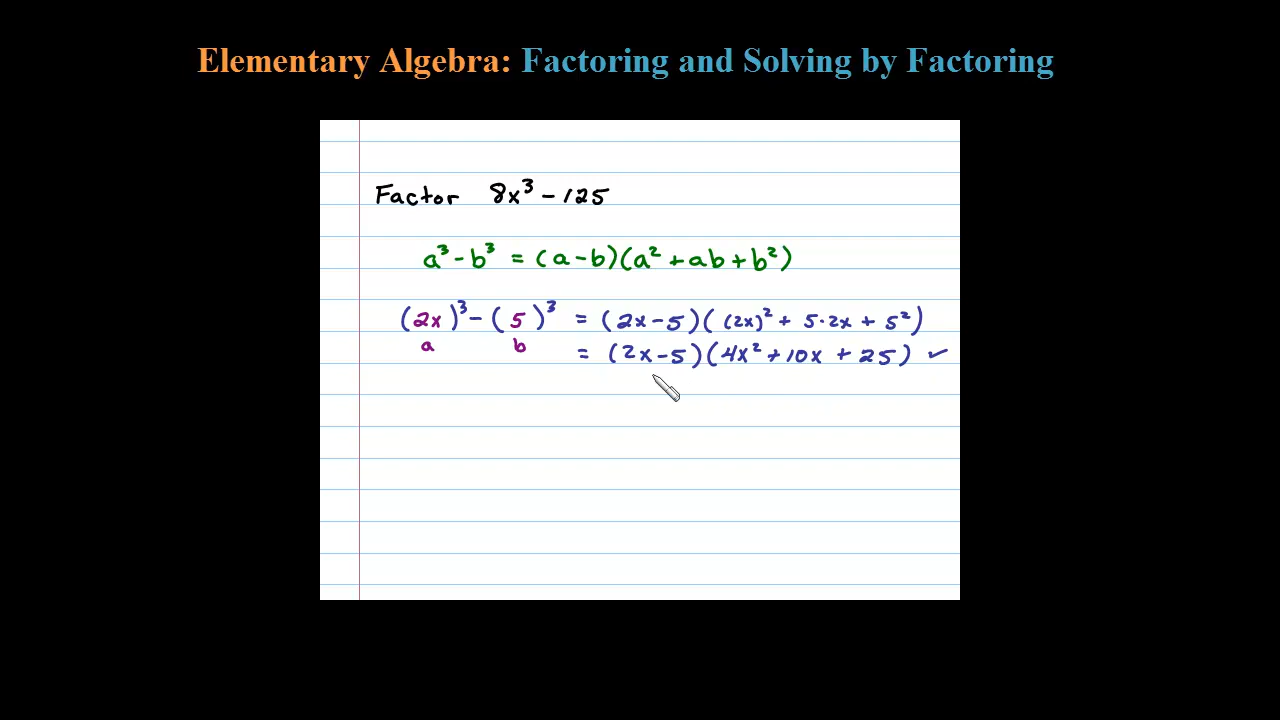 Elementary Algebra: Factoring and Solving by Factoring
Factor 8x³ - 125
a³ - b³ = (a - b)(a² + ab + b²)
(2x)³ - (5)³ = (2x - 5)((2x)² + 5·2x + 5²)
a b
= (2x - 5)(4x² + 10x + 25) ✓